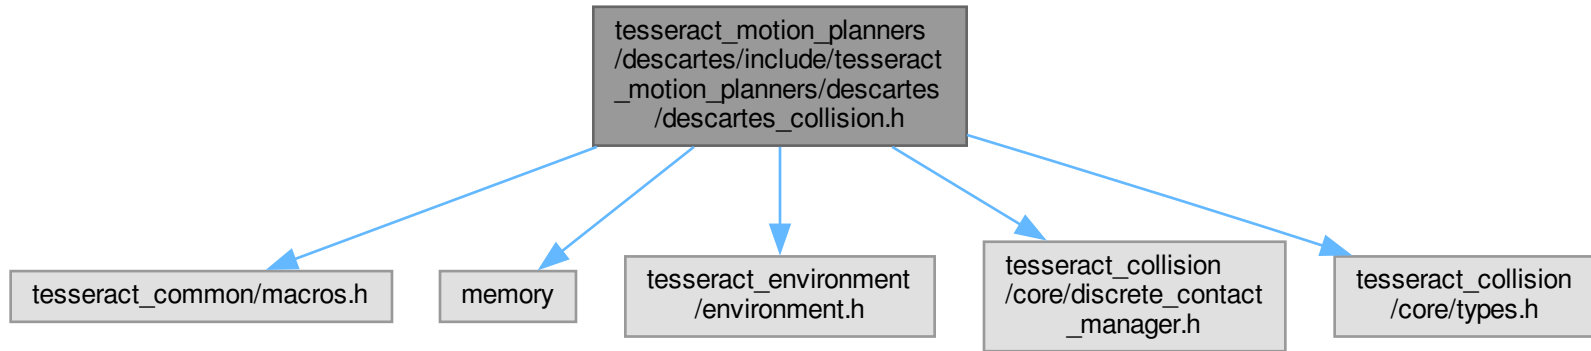 tesseract_motion_planners
/descartes/include/tesseract
_motion_planners/descartes
/descartes_collision.h
tesseract_common/macros.h
memory
tesseract_environment
/environment.h
tesseract_collision
/core/discrete_contact
_manager.h
tesseract_collision
/core/types.h